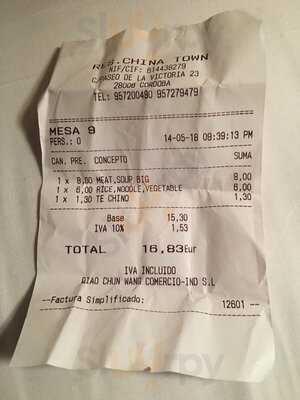 RES.CHINA TOWN
NIF/CIF: B14438279
C/PASEO DE LA VICTORIA 23
28006 CORDOBA
TEL: 957200490 957279479
MESA 9
14-05-18 09:39:13 PM
PERS.: 0
CAN. PRE. CONCEPTO SUMA
1 x 8,00 MEAT,SOUP BIG 8,00
1 x 6,00 RICE,NOODLE,VEGETABLE 6,00
1 x 1,30 TE CHINO 1,30
Base 15,30
IVA 10% 1,53
TOTAL 16,83Eur
IVA INCLUIDO
QIAO CHUN WANG COMERCIO-IND S.L
--Factura Simplificado: 12601 --